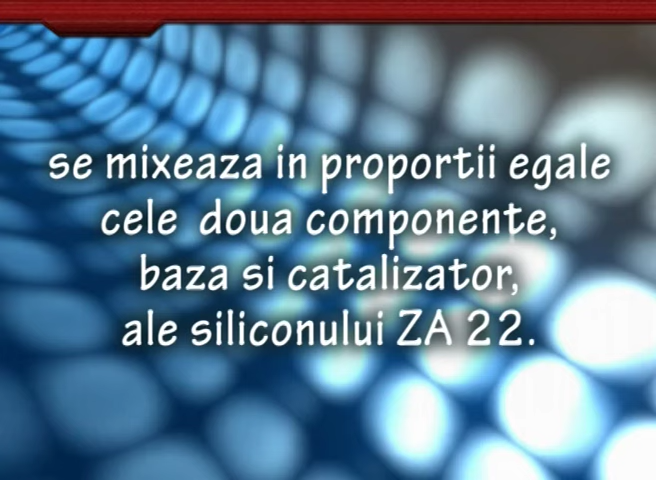 se mixeaza in proportii egale
cele doua componente,
baza si catalizator,
ale siliconului ZA 22.